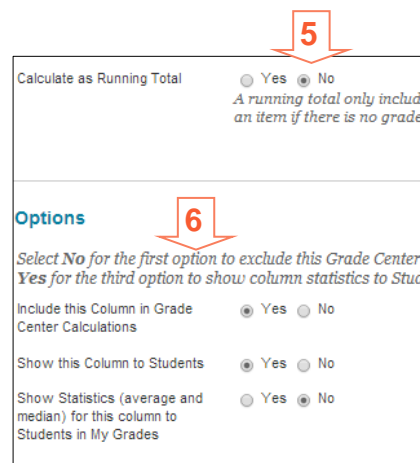 5
Calculate as Running Total Yes No
A running total only includ
an item if there is no grade
Options
6
Select No for the first option to exclude this Grade Center
Yes for the third option to show column statistics to Stud
Include this Column in Grade Yes No
Center Calculations
Show this Column to Students Yes No
Show Statistics (average and Yes No
median) for this column to
Students in My Grades